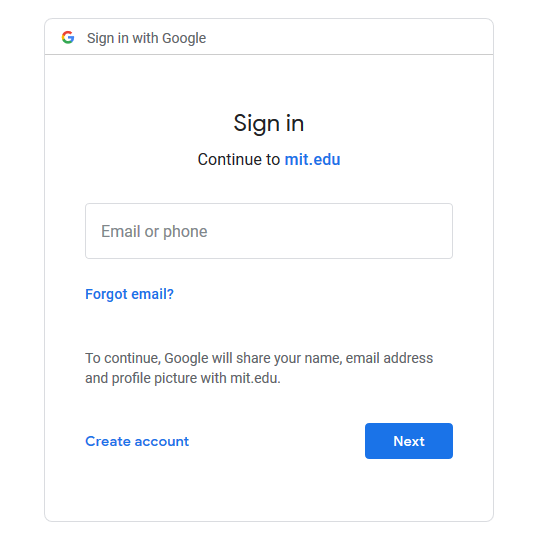 Sign in with Google
Sign in
Continue to mit.edu
Email or phone
Forgot email?
To continue, Google will share your name, email address
and profile picture with mit.edu.
Create account
Next